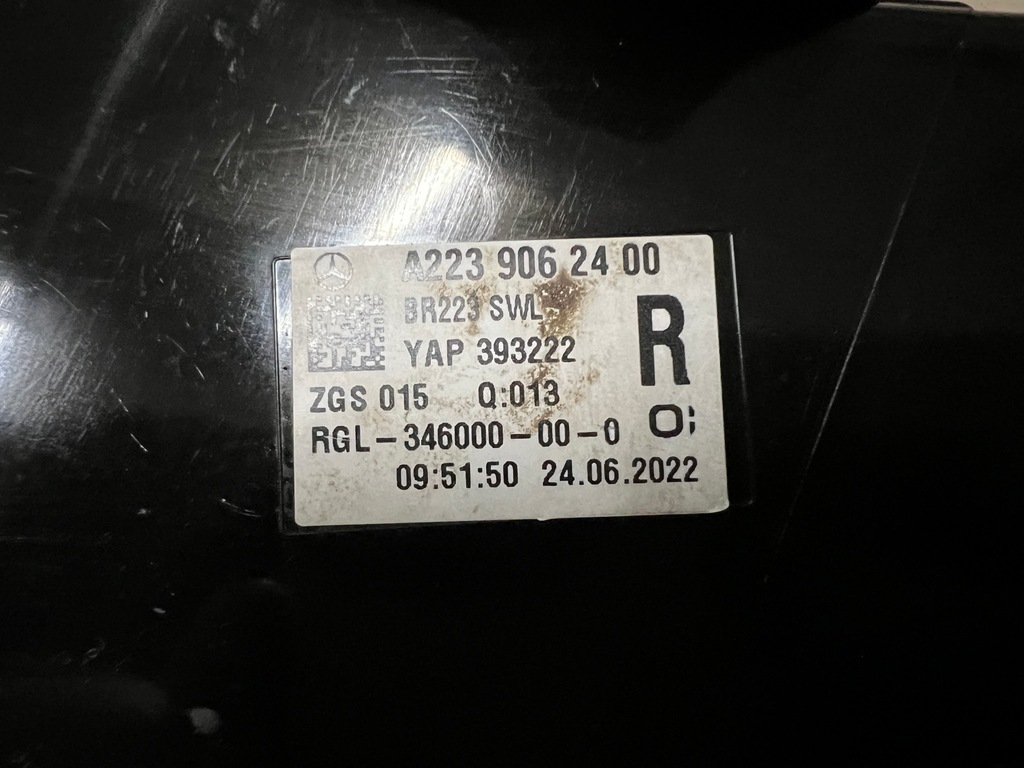 A223 906 24 00
BR223 SWL
YAP 393222
R
ZGS 015 Q:013
RGL-346000-00-0
09:51:50 24.06.2022